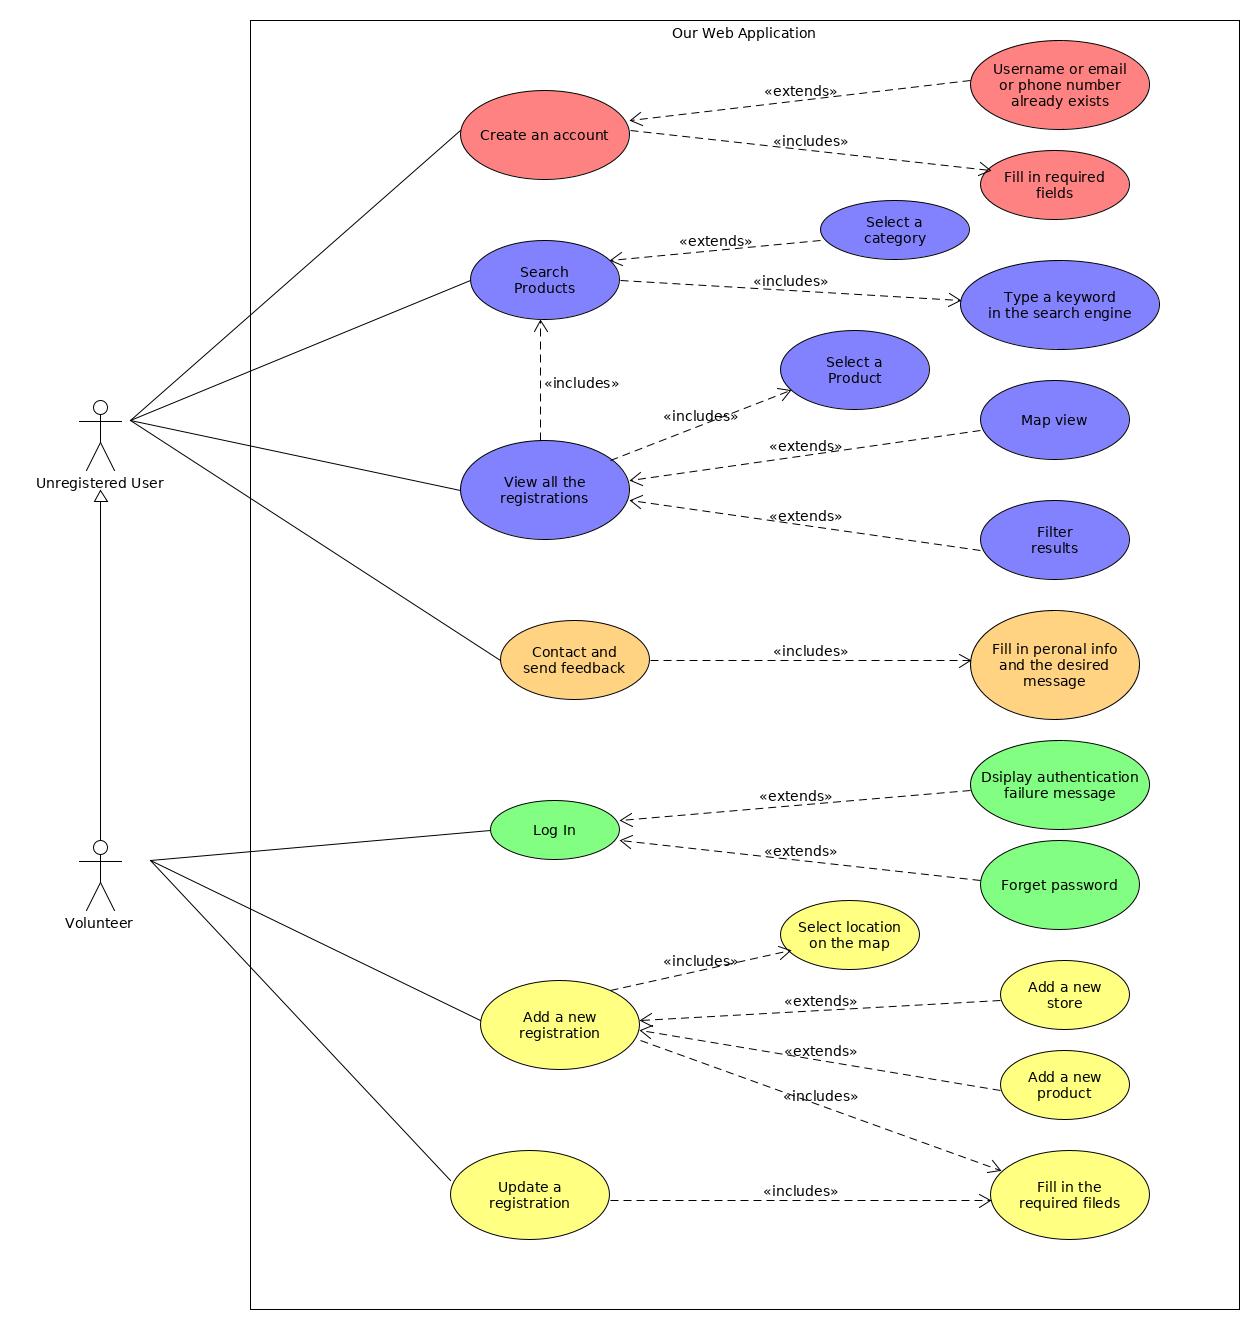 Our Web Application
Username or email
or phone number
already exists
«extends»
Create an account
«includes»
Fill in required
fields
Select a
category
«extends»
Search
Products
«includes»
Type a keyword
in the search engine
Select a
Product
«includes»
«includes»
Map view
«extends»
View all the
registrations
Unregistered User
«extends»
Filter
results
Contact and
send feedback
«includes»
Fill in peronal info
and the desired
message
Dsiplay authentication
failure message
«extends»
Log In
«extends»
Forget password
Volunteer
Select location
on the map
«includes»
Add a new
store
«extends»
Add a new
registration
«extends»
Add a new
product
«includes»
Update a
registration
«includes»
Fill in the
required fileds